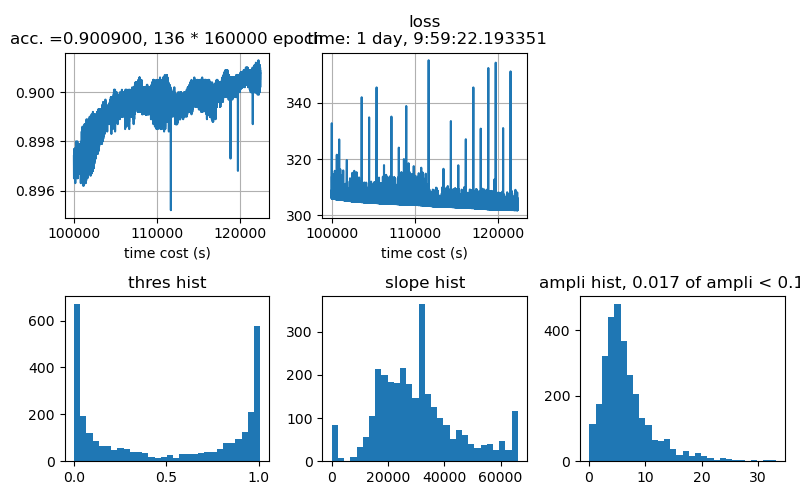 loss
acc. =0.900900, 136 * 160000 epoch
time: 1 day, 9:59:22.193351
0.900
0.898
0.896
340
320
300
100000 110000 120000
100000 110000 120000
time cost (s)
time cost (s)
thres hist
slope hist
ampli hist, 0.017 of ampli < 0.1
600
400
200
0
300
200
100
0
400
200
0
0.0 0.5 1.0
0 20000 40000 60000
0 10 20 30